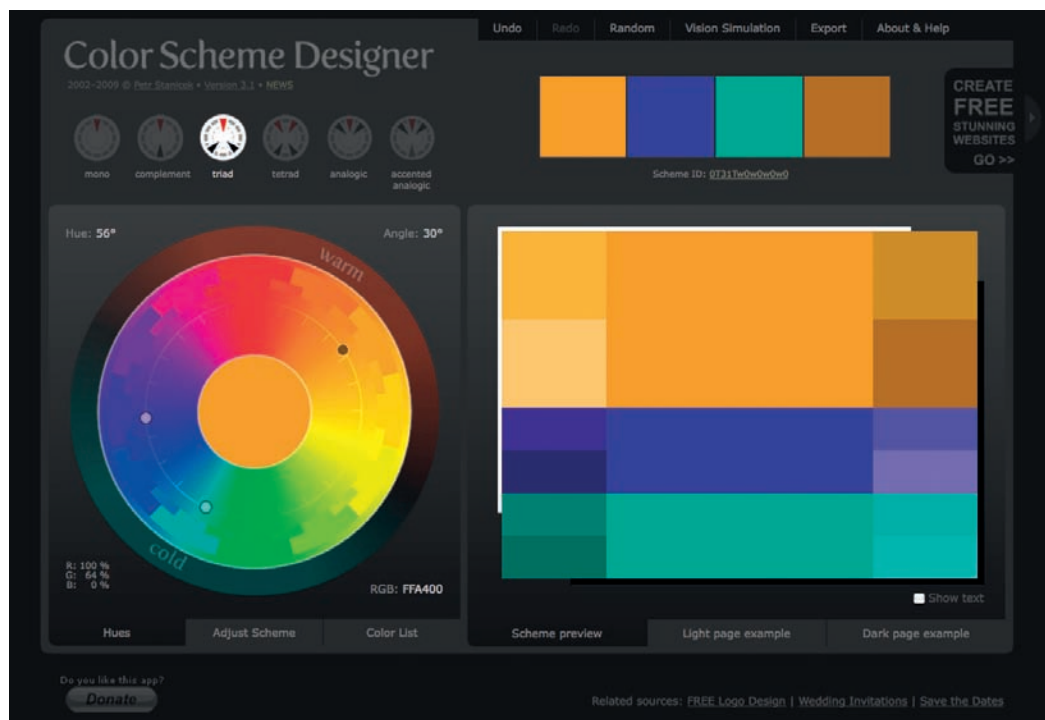 Undo Redo Random Vision Simulation Export About & Help
Color Scheme Designer
2002–2009 © Petr Stanicek • Version 3.1 • NEWS
mono complement triad tetrad analogic accented
analogic
Scheme ID: 0T31Tw0w0w0w0
CREATE
FREE
STUNNING
WEBSITES
GO >>
Hue: 56° Angle: 30°
warm
cold
R: 100 %
G: 64 %
B: 0 %
RGB: FFA400
Show text
Hues Adjust Scheme Color List
Scheme preview Light page example Dark page example
Do you like this app?
Donate
Related sources: FREE Logo Design | Wedding Invitations | Save the Dates